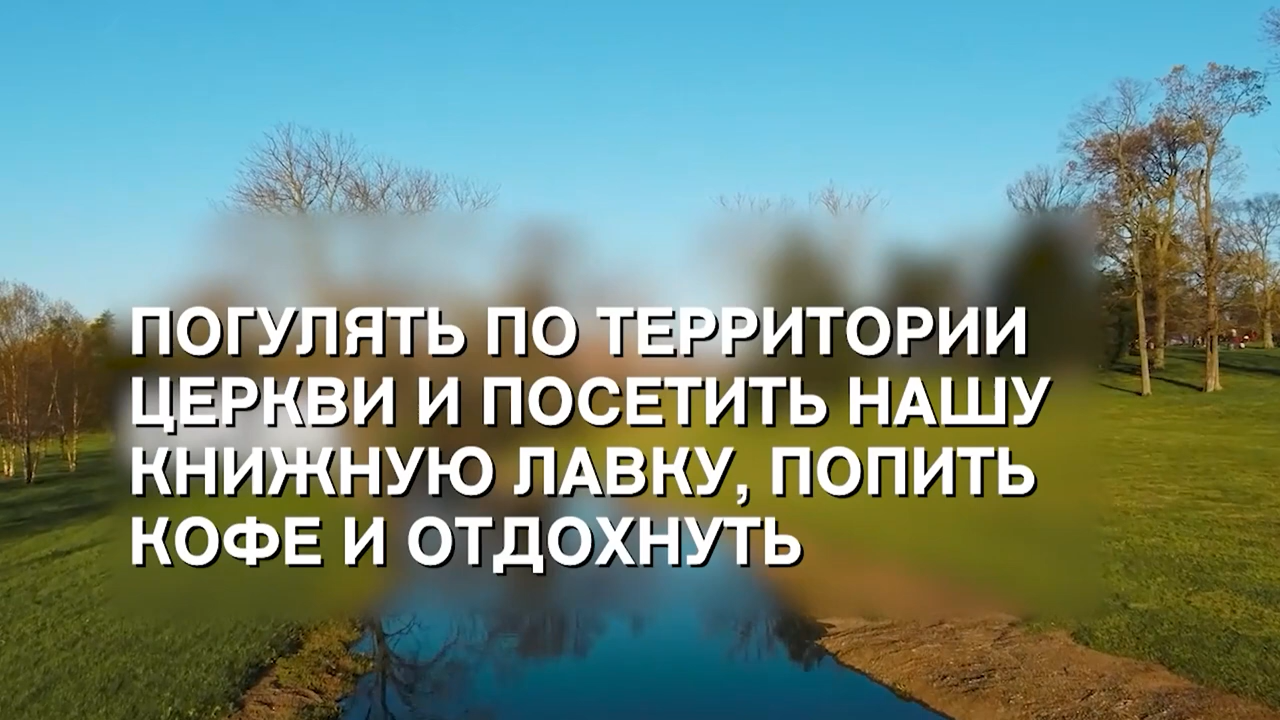 ПОГУЛЯТЬ ПО ТЕРРИТОРИИ
ЦЕРКВИ И ПОСЕТИТЬ НАШУ
КНИЖНУЮ ЛАВКУ, ПОПИТЬ
КОФЕ И ОТДОХНУТЬ